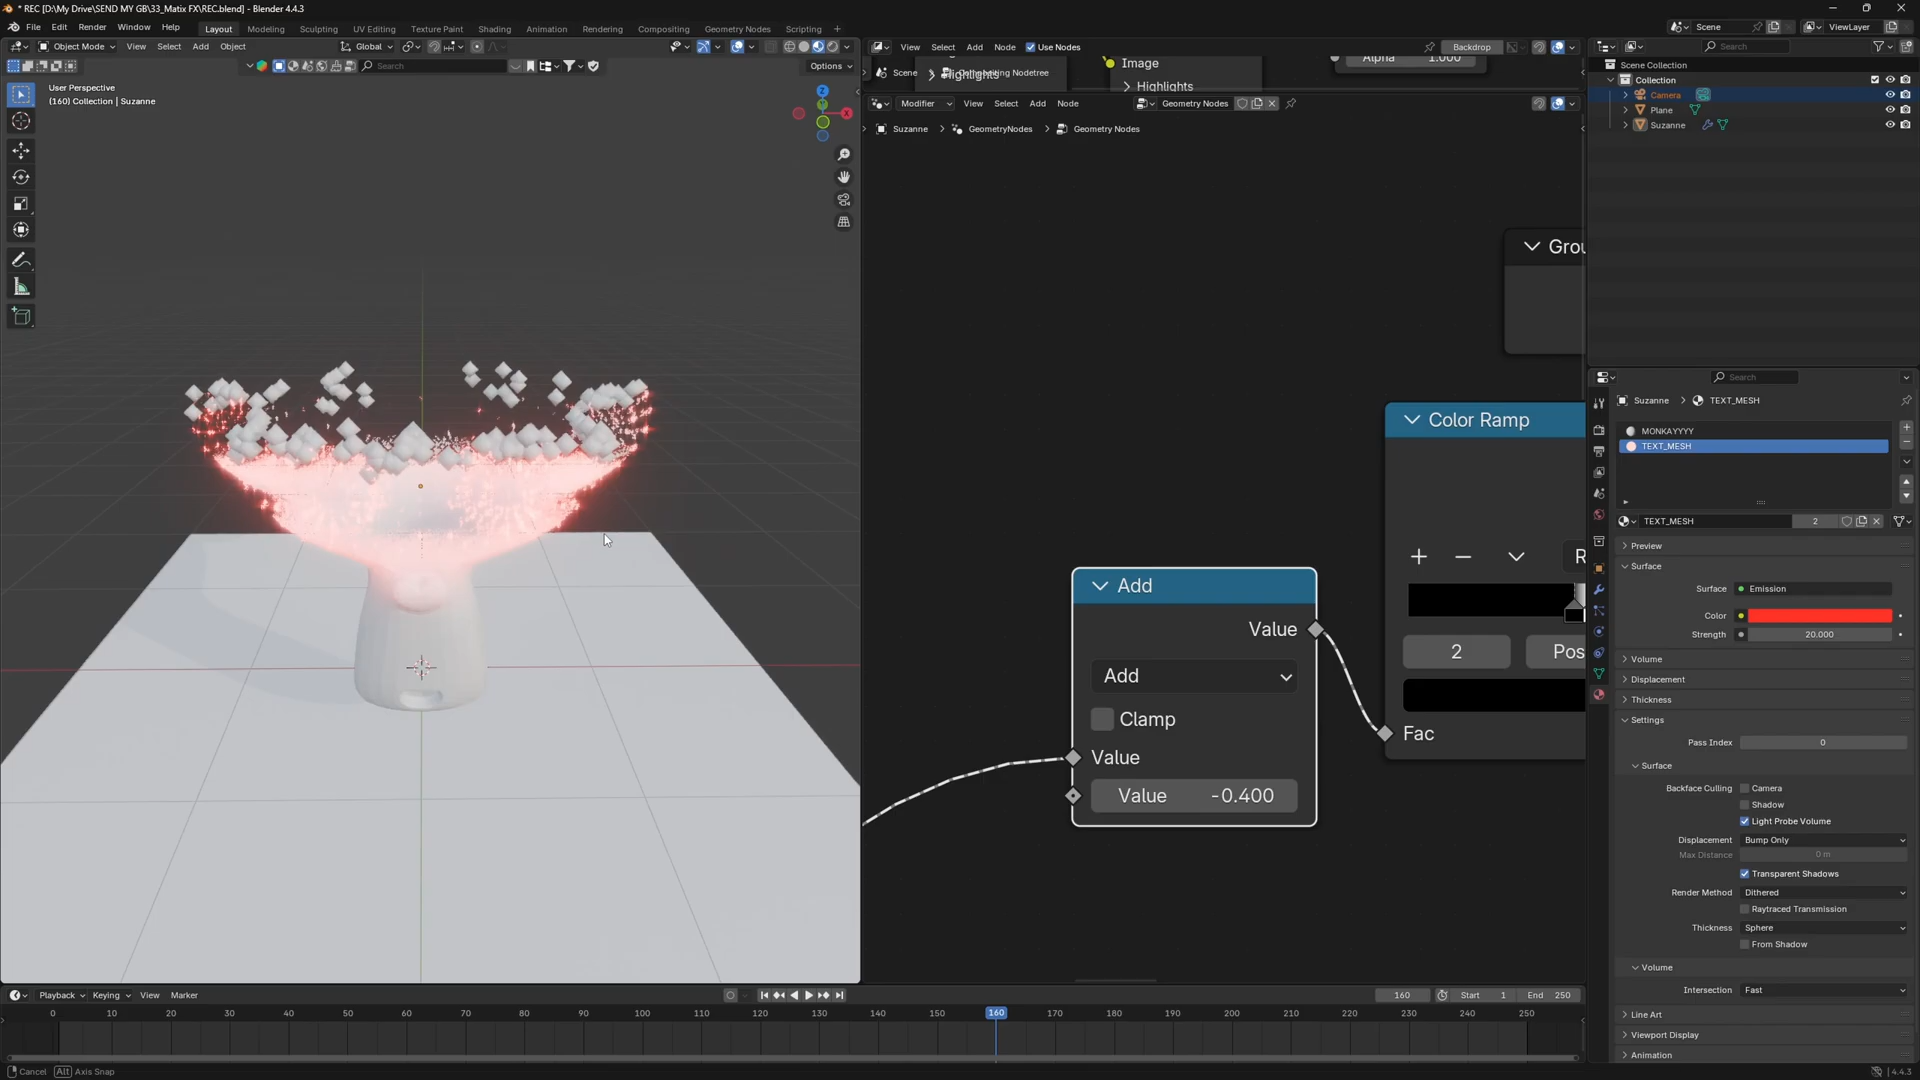 * REC [D:\My Drive\SEND MY GB\33_Matix FX\REC.blend] - Blender 4.4.3
File Edit Render Window Help Layout Modeling Sculpting UV Editing Texture Paint Shading Animation Rendering Compositing Geometry Nodes Scripting + Scene ViewLayer
Object Mode View Select Add Object Global
Search Options
User Perspective
(160) Collection | Suzanne
Z
Y
X
View Select Add Node Use Nodes Backdrop
Image Alpha 1.000
Scene Highlights Compositing Nodetree
Highlights
Modifier View Select Add Node Geometry Nodes
Suzanne > GeometryNodes > Geometry Nodes
Grou
Color Ramp
R
2 Pos
Fac
Add
Value
Add
Clamp
Value
Value -0.400
Search
Scene Collection
Collection
Camera
Plane
Suzanne
Search
Suzanne > TEXT_MESH
MONKAYYYY
TEXT_MESH
TEXT_MESH 2
Preview
Surface
Surface Emission
Color
Strength 20.000
Volume
Displacement
Thickness
Settings
Pass Index 0
Surface
Backface Culling Camera
Shadow
Light Probe Volume
Displacement Bump Only
Max Distance 0 m
Transparent Shadows
Render Method Dithered
Raytraced Transmission
Thickness Sphere
From Shadow
Volume
Intersection Fast
Line Art
Viewport Display
Animation
Playback Keying View Marker 160 Start 1 End 250
0 10 20 30 40 50 60 70 80 90 100 110 120 130 140 150 160 170 180 190 200 210 220 230 240 250
Cancel Alt Axis Snap 4.4.3